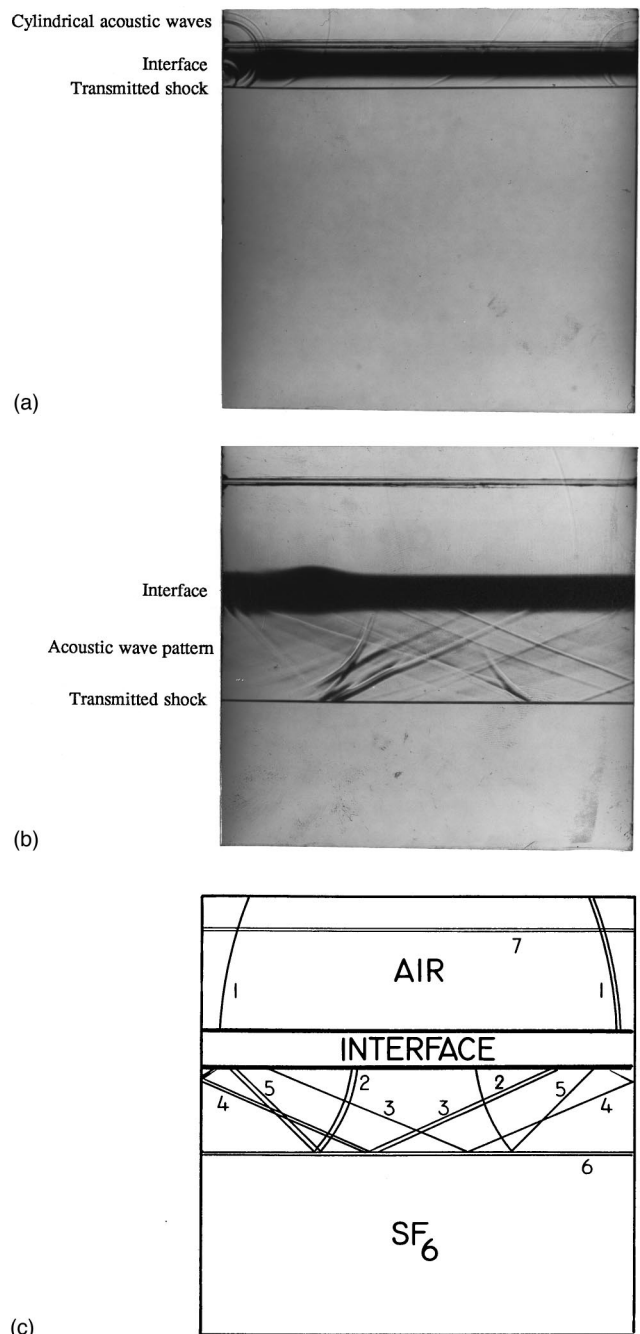 Cylindrical acoustic waves
Interface
Transmitted shock
(a)
Interface
Acoustic wave pattern
Transmitted shock
(b)
7
AIR
1 1
INTERFACE
4 5 2 3 3 2 5 4
6
SF6
(c)